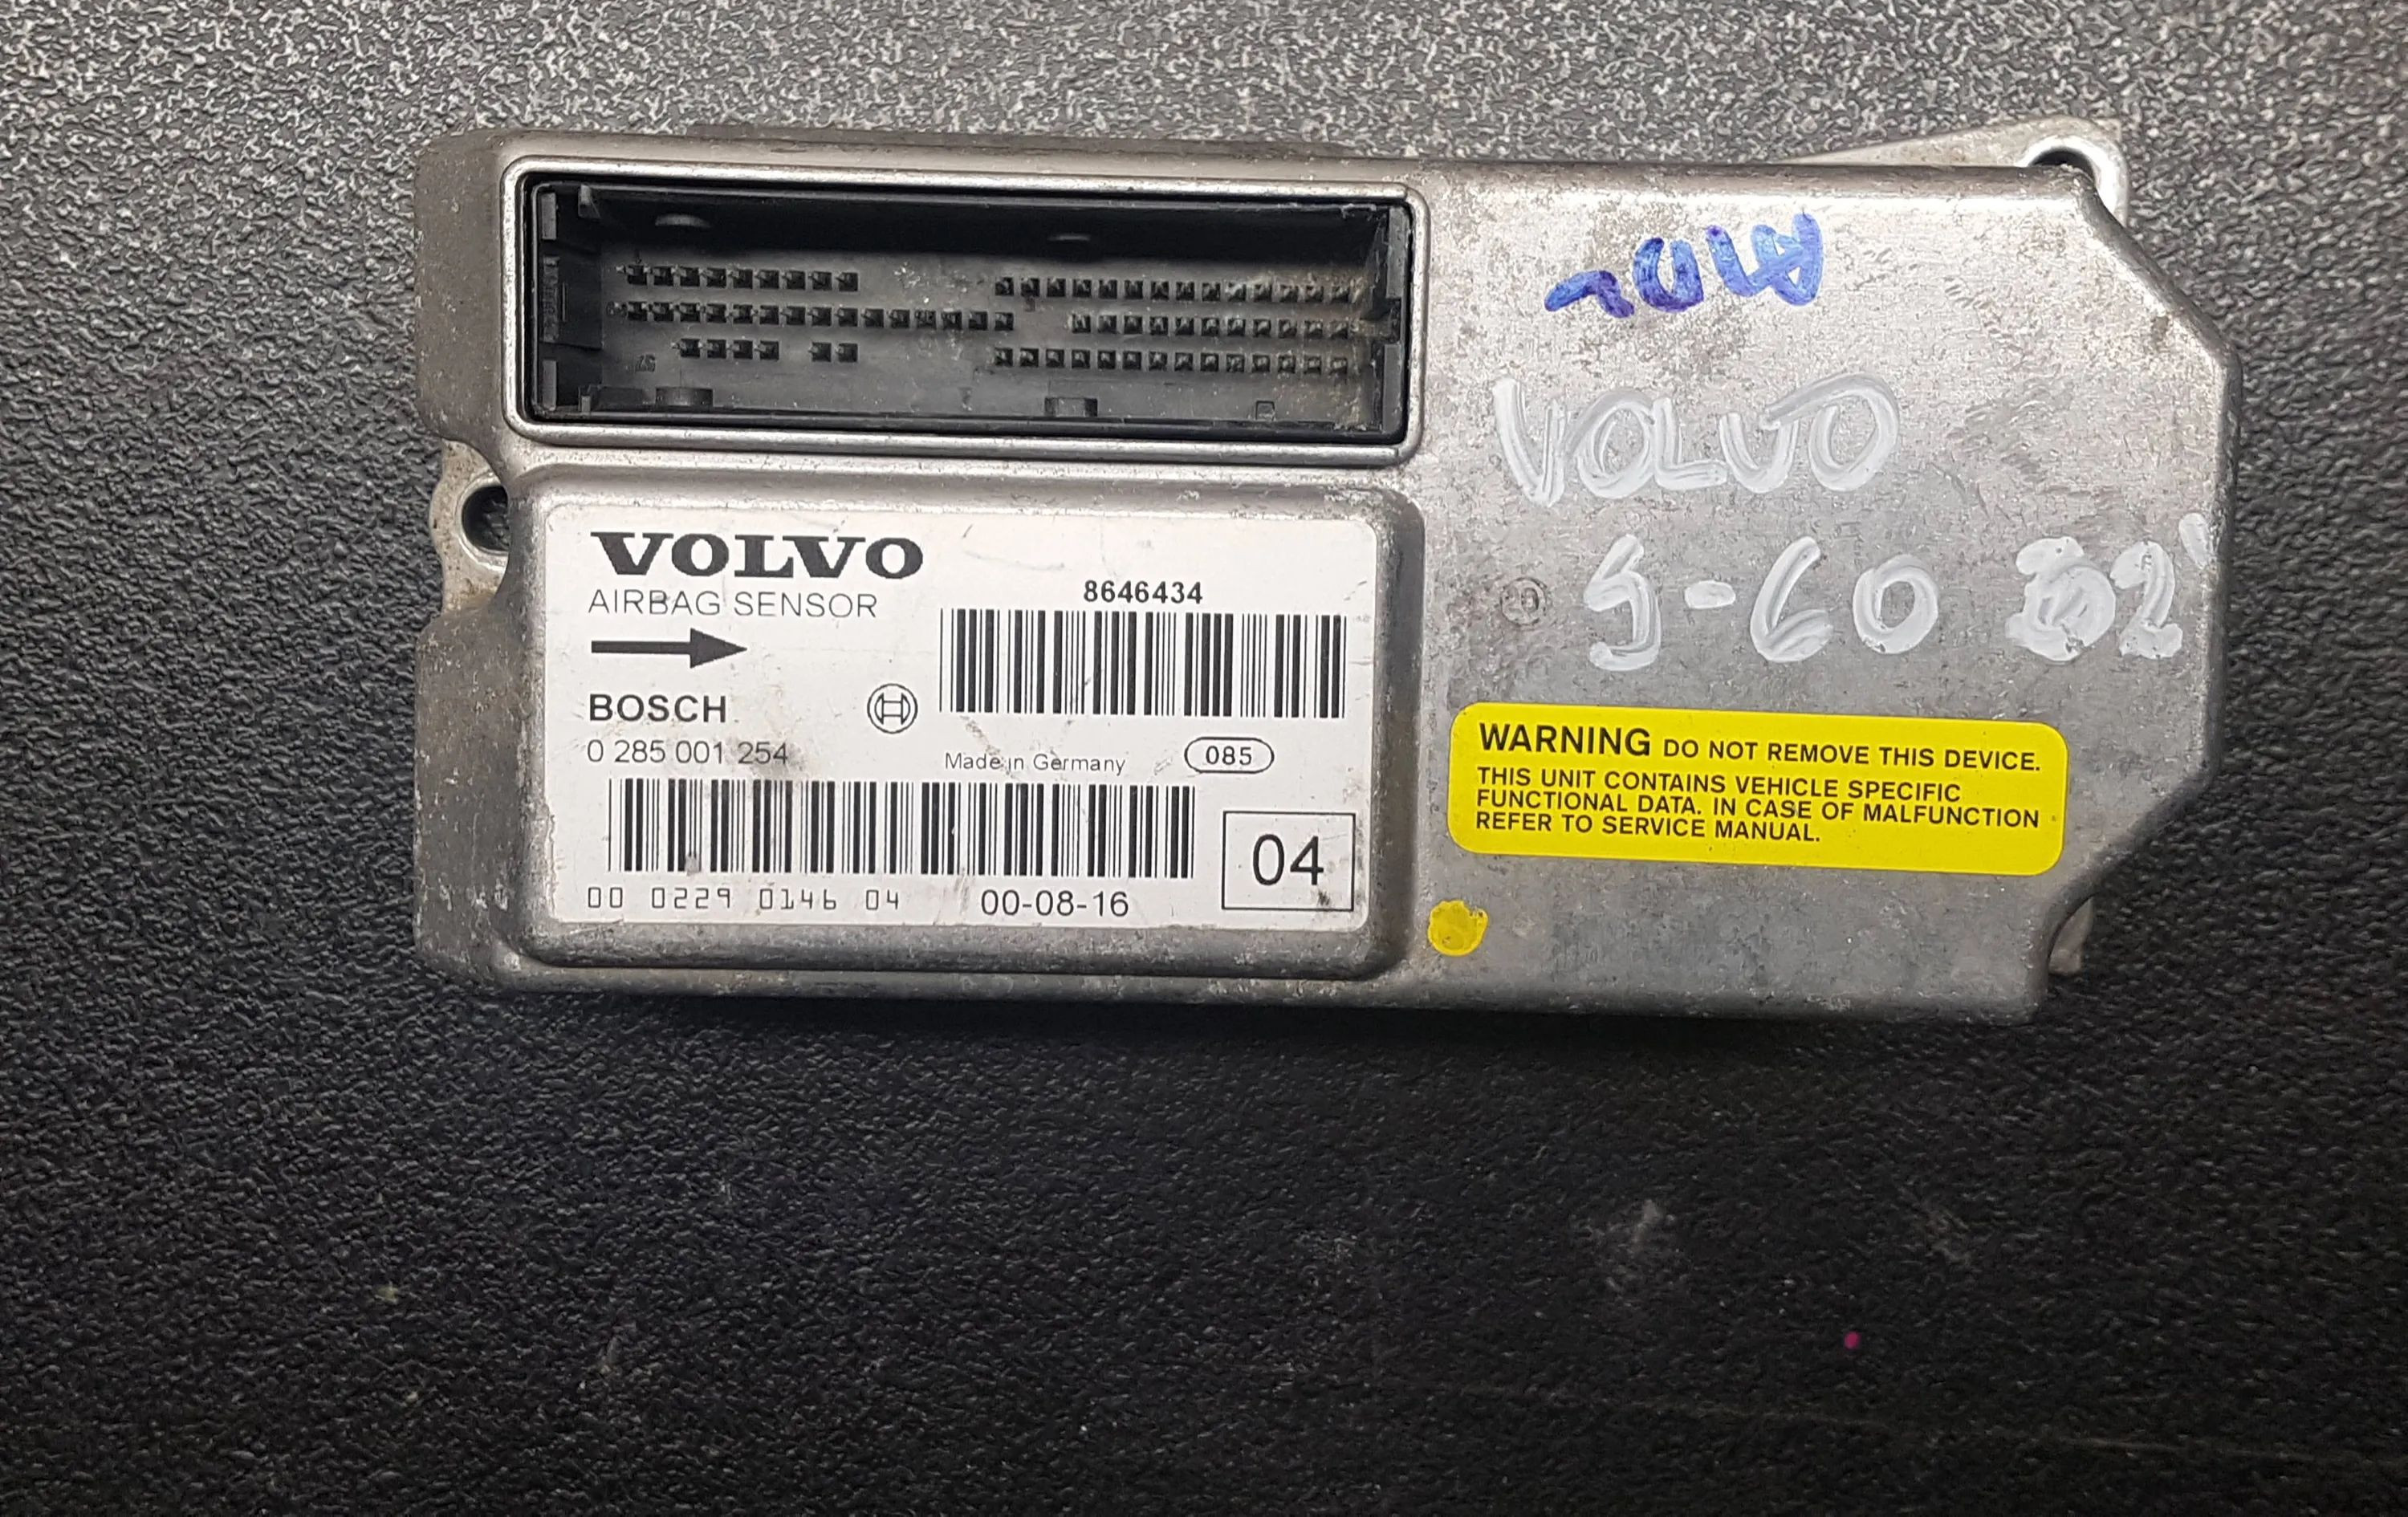 VOLVO
S-60 02'
VOLVO
AIRBAG SENSOR
8646434
BOSCH
0 285 001 254
Made in Germany
085
00 0229 0146 04
00-08-16
04
WARNING DO NOT REMOVE THIS DEVICE.
THIS UNIT CONTAINS VEHICLE SPECIFIC
FUNCTIONAL DATA. IN CASE OF MALFUNCTION
REFER TO SERVICE MANUAL.